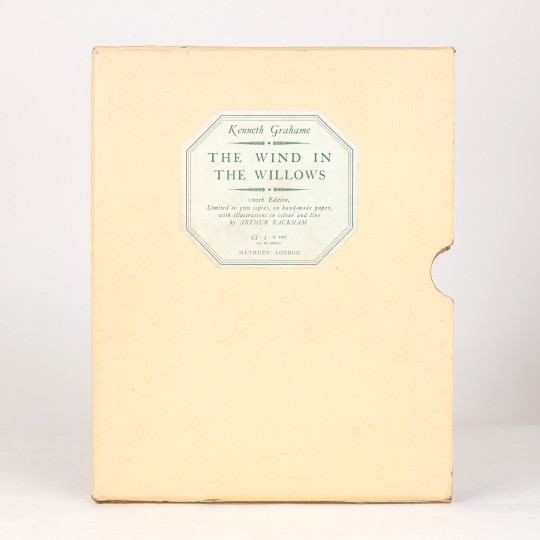 Kenneth Grahame
THE WIND IN
THE WILLOWS
100th Edition,
Limited to 500 copies, on hand-made paper,
with illustrations in colour and line
by ARTHUR RACKHAM
METHUEN · LONDON